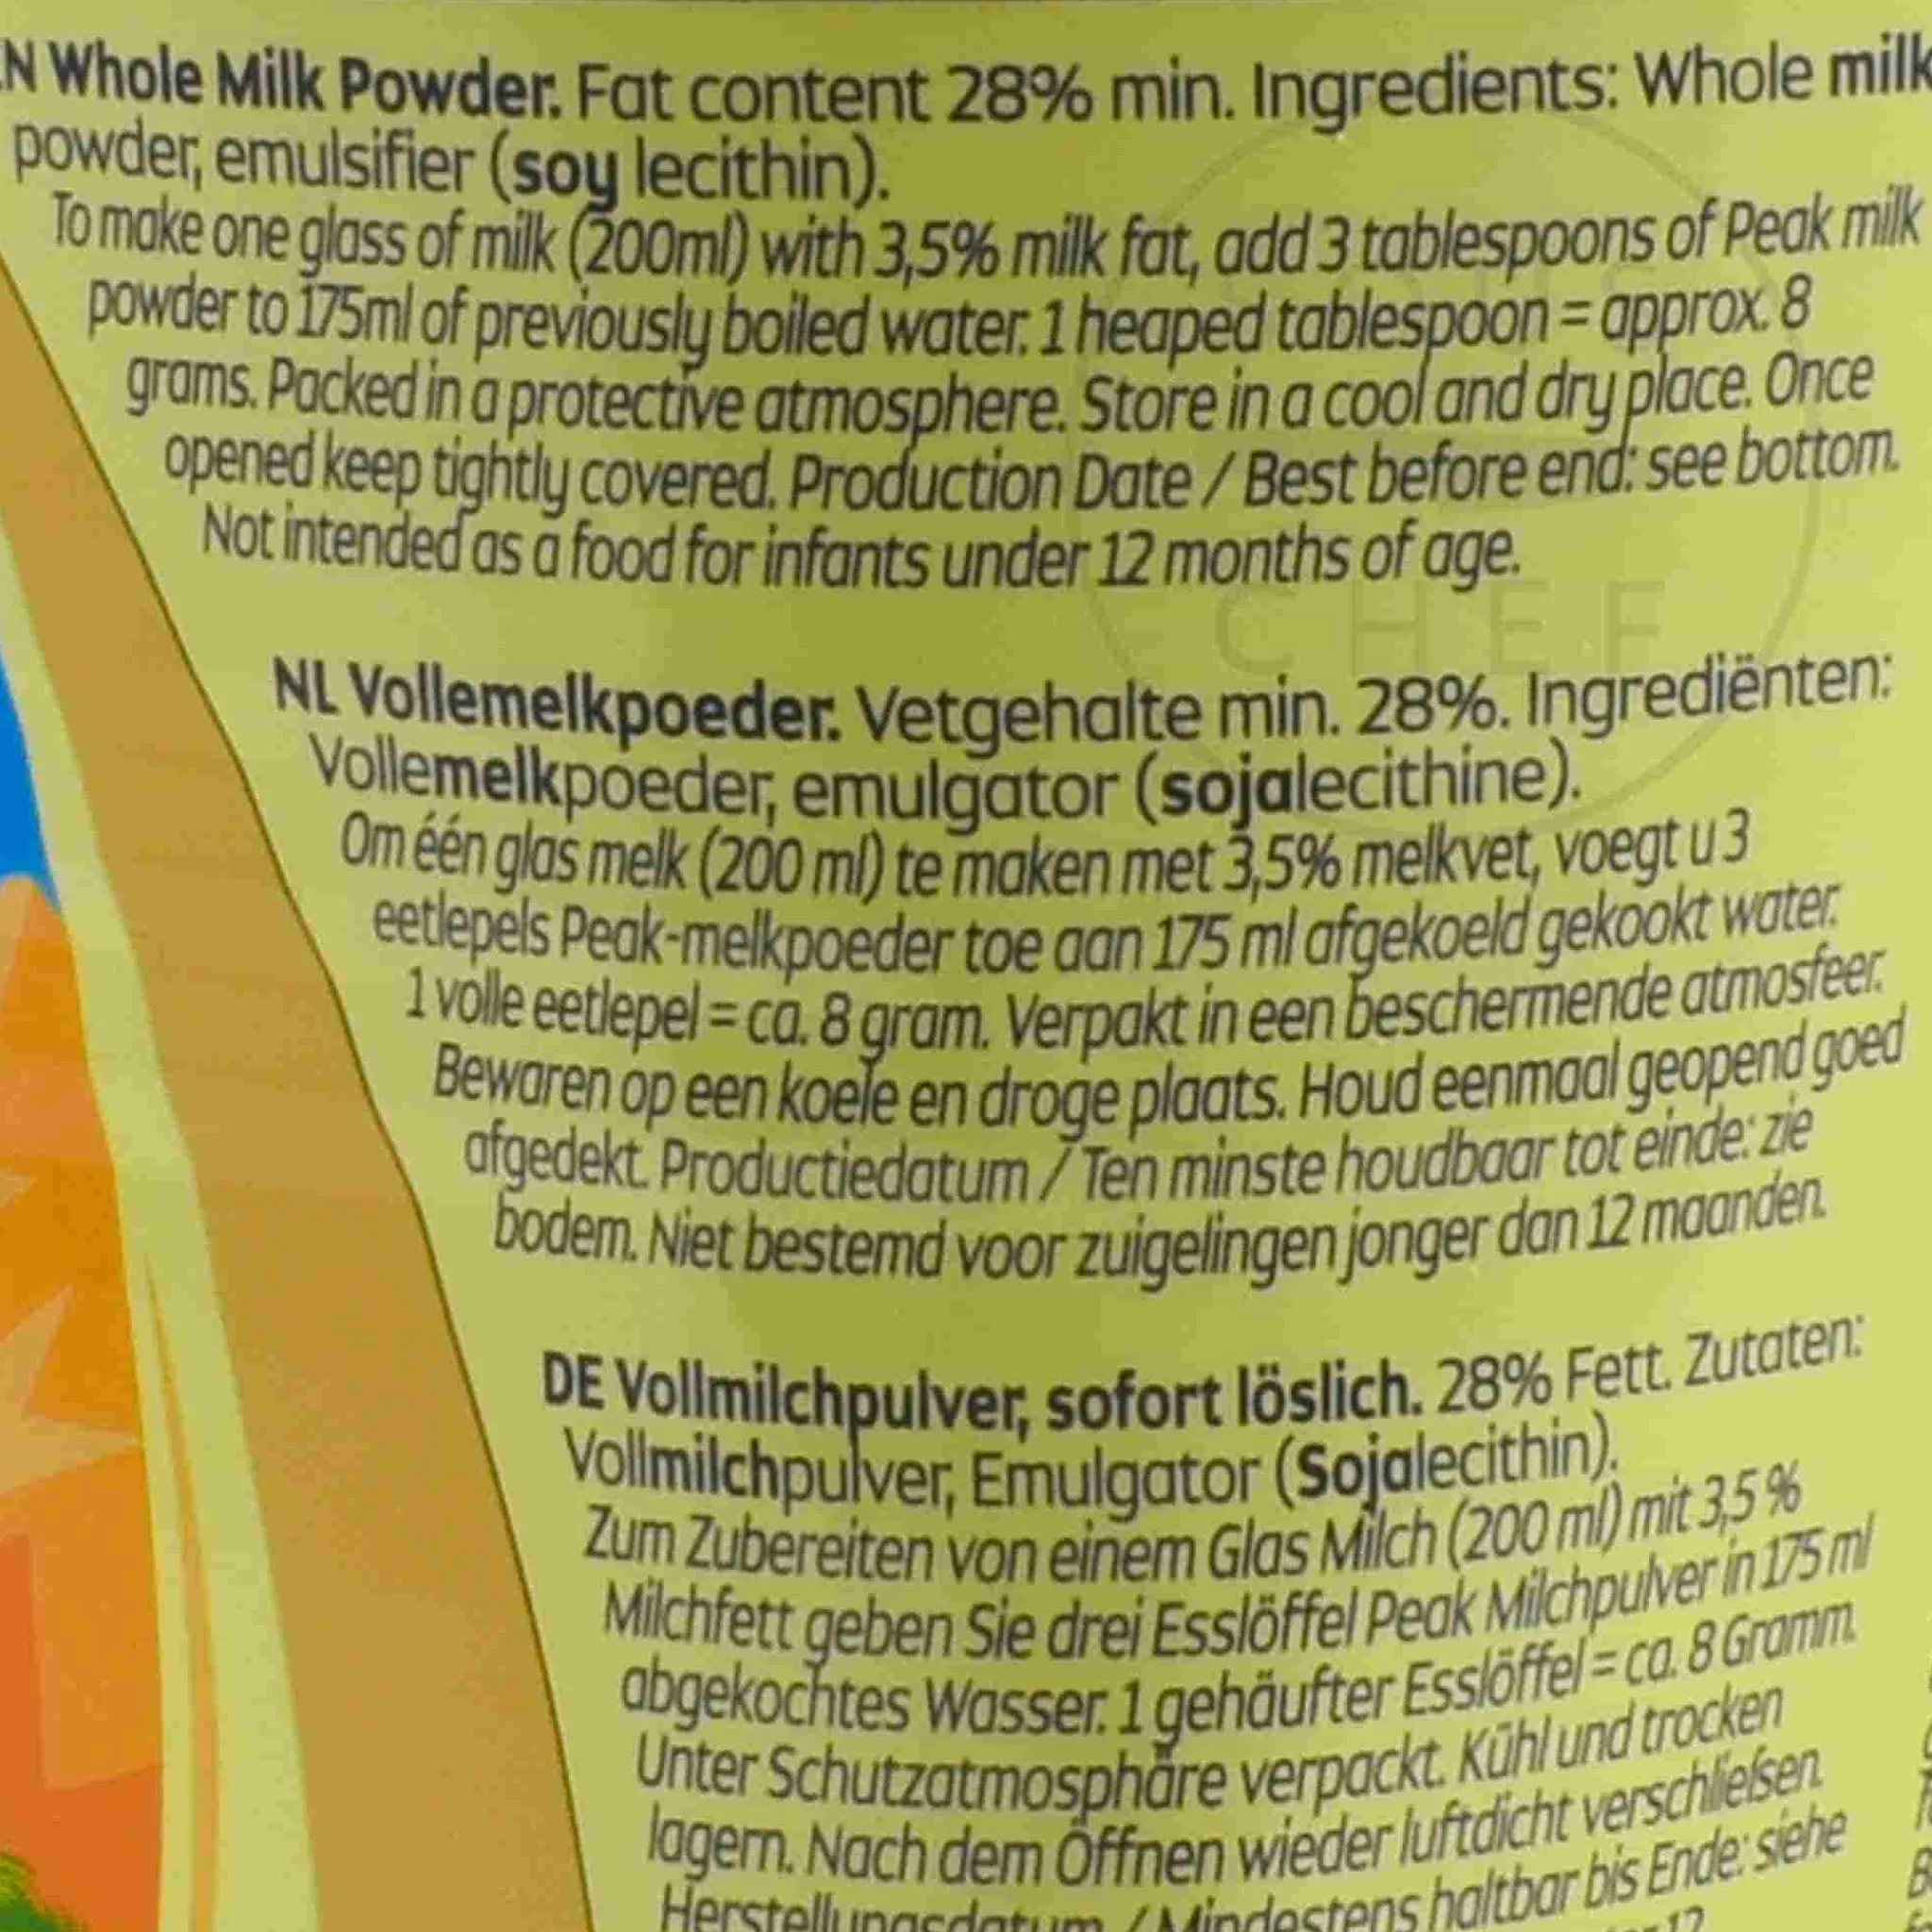 N Whole Milk Powder. Fat content 28% min. Ingredients: Whole milk
powder, emulsifier (soy lecithin).
To make one glass of milk (200ml) with 3,5% milk fat, add 3 tablespoons of Peak milk
powder to 175ml of previously boiled water. 1 heaped tablespoon = approx. 8
grams. Packed in a protective atmosphere. Store in a cool and dry place. Once
opened keep tightly covered. Production Date / Best before end: see bottom.
Not intended as a food for infants under 12 months of age.
CHEF
NL Vollemelkpoeder. Vetgehalte min. 28%. Ingrediënten:
Vollemelkpoeder, emulgator (sojalecithine).
Om één glas melk (200 ml) te maken met 3,5% melkvet, voegt u 3
eetlepels Peak-melkpoeder toe aan 175 ml afgekoeld gekookt water.
1 volle eetlepel = ca. 8 gram. Verpakt in een beschermende atmosfeer.
Bewaren op een koele en droge plaats. Houd eenmaal geopend goed
afgedekt. Productiedatum / Ten minste houdbaar tot einde: zie
bodem. Niet bestemd voor zuigelingen jonger dan 12 maanden.
DE Vollmilchpulver, sofort löslich. 28% Fett. Zutaten:
Vollmilchpulver, Emulgator (Sojalecithin).
Zum Zubereiten von einem Glas Milch (200 ml) mit 3,5 %
Milchfett geben Sie drei Esslöffel Peak Milchpulver in 175 ml
abgekochtes Wasser. 1 gehäufter Esslöffel = ca. 8 Gramm.
Unter Schutzatmosphäre verpackt. Kühl und trocken
lagern. Nach dem Öffnen wieder luftdicht verschließen.
Herstellungsdatum / Mindestens haltbar bis Ende: siehe
12